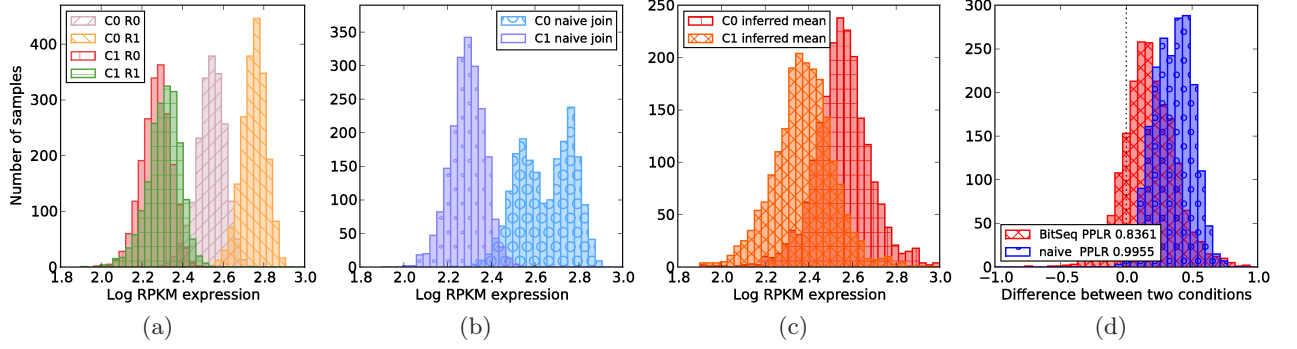 C0 R0
C0 R1
C1 R0
C1 R1
Number of samples
0
100
200
300
400
1.8
2.0
2.2
2.4
2.6
2.8
3.0
Log RPKM expression
(a)
C0 naive join
C1 naive join
0
50
100
150
200
250
300
350
1.8
2.0
2.2
2.4
2.6
2.8
3.0
Log RPKM expression
(b)
C0 inferred mean
C1 inferred mean
0
50
100
150
200
250
1.8
2.0
2.2
2.4
2.6
2.8
3.0
Log RPKM expression
(c)
BitSeq PPLR 0.8361
naive PPLR 0.9955
0
50
100
150
200
250
300
−1.0
−0.5
0.0
0.5
1.0
Difference between two conditions
(d)